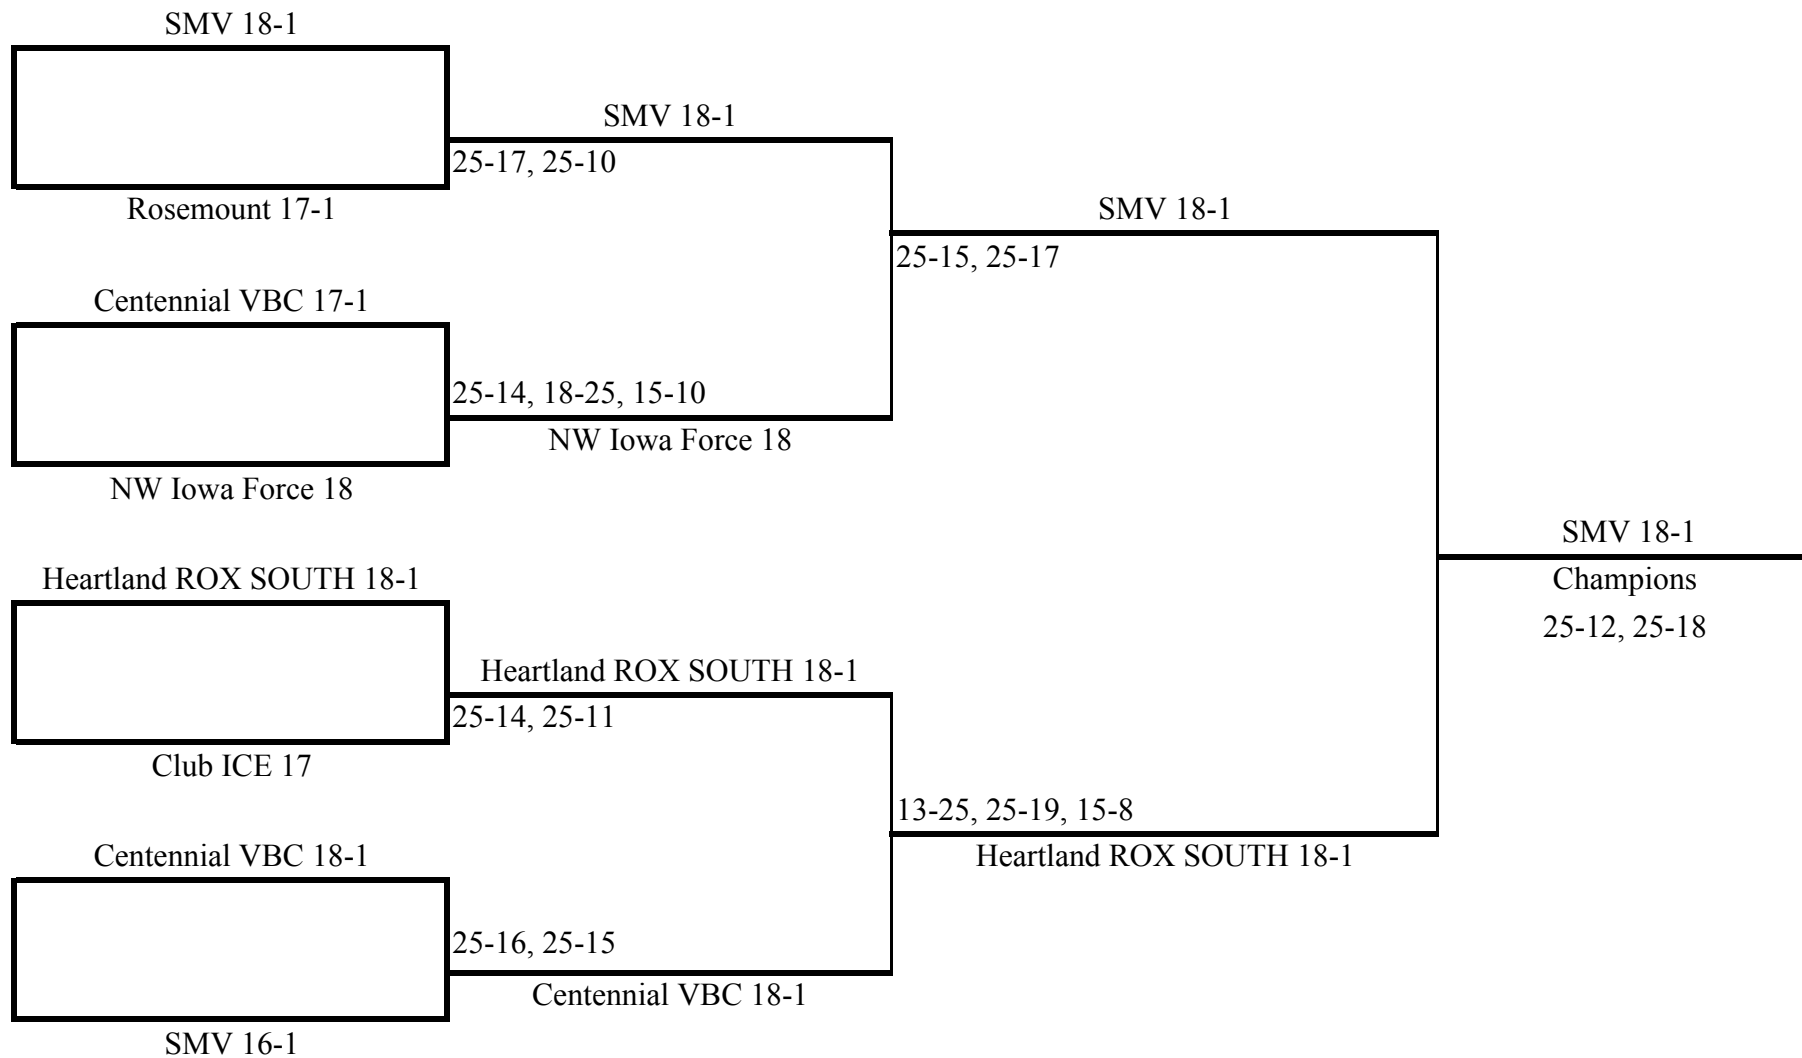 SMV 18-1
SMV 18-1
25-17, 25-10
Rosemount 17-1
SMV 18-1
25-15, 25-17
Centennial VBC 17-1
25-14, 18-25, 15-10
NW Iowa Force 18
NW Iowa Force 18
SMV 18-1
Champions
25-12, 25-18
Heartland ROX SOUTH 18-1
Heartland ROX SOUTH 18-1
25-14, 25-11
Club ICE 17
13-25, 25-19, 15-8
Heartland ROX SOUTH 18-1
Centennial VBC 18-1
25-16, 25-15
Centennial VBC 18-1
SMV 16-1